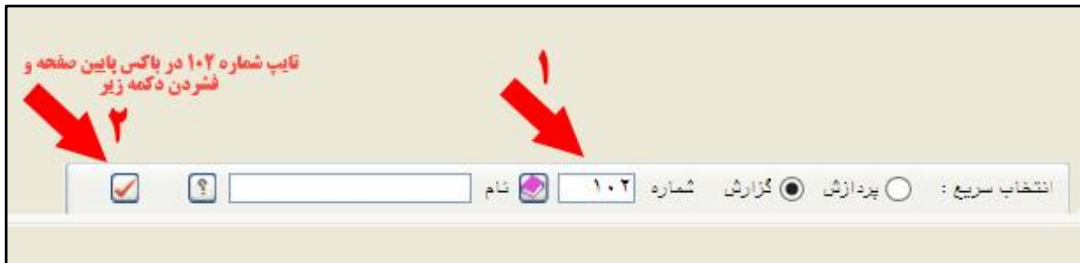 تایپ شماره ۱۰۲ در باکس پایین صفحه و
فشردن دکمه زیر
۱
۲
انتخاب سریع : پردازش گزارش شماره ۱۰۲ نام ؟